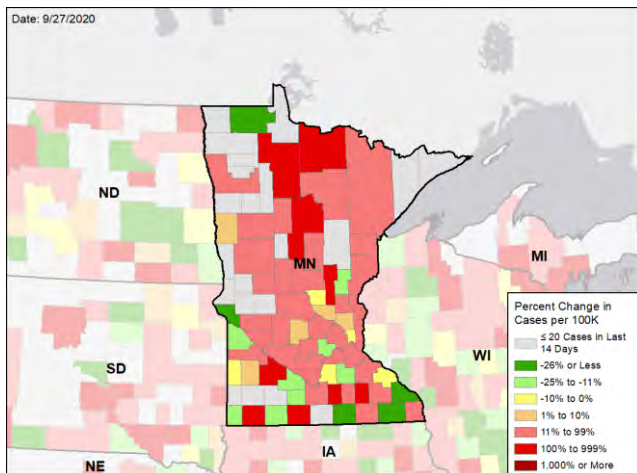 Date: 9/27/2020
ND
MN
MI
SD
WI
NE
IA
Percent Change in
Cases per 100K
≤ 20 Cases in Last
14 Days
-26% or Less
-25% to -11%
-10% to 0%
1% to 10%
11% to 99%
100% to 999%
1,000% or More